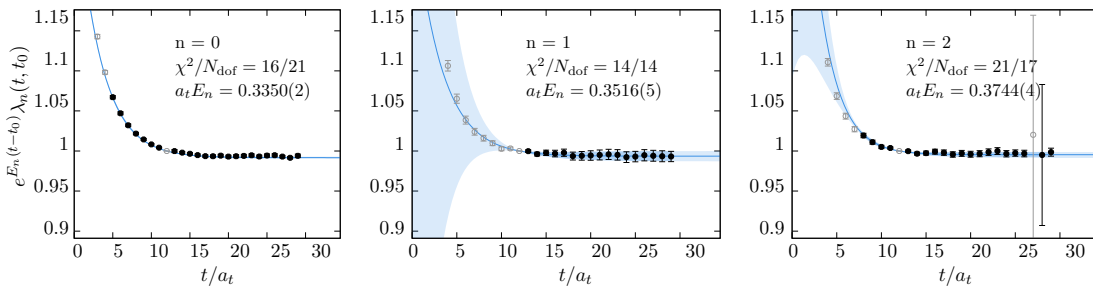 e^{E_n(t−t_0)} λ_n(t, t_0)
1.15
1.1
1.05
1
0.95
0.9
0 5 10 15 20 25 30
t/a_t
n = 0
χ²/N_dof = 16/21
a_tE_n = 0.3350(2)
1.15
1.1
1.05
1
0.95
0.9
0 5 10 15 20 25 30
t/a_t
n = 1
χ²/N_dof = 14/14
a_tE_n = 0.3516(5)
1.15
1.1
1.05
1
0.95
0.9
0 5 10 15 20 25 30
t/a_t
n = 2
χ²/N_dof = 21/17
a_tE_n = 0.3744(4)